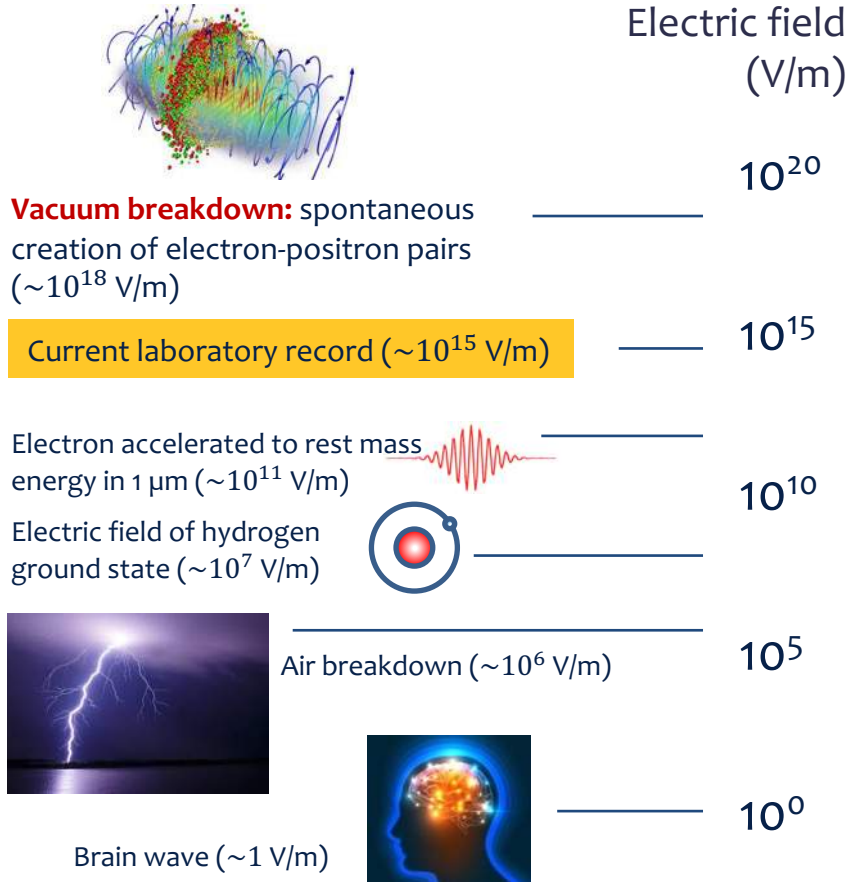 Electric field
(V/m)
10²⁰
Vacuum breakdown: spontaneous
creation of electron-positron pairs
(~10¹⁸ V/m)
10¹⁵
Current laboratory record (~10¹⁵ V/m)
Electron accelerated to rest mass
energy in 1 µm (~10¹¹ V/m)
10¹⁰
Electric field of hydrogen
ground state (~10⁷ V/m)
10⁵
Air breakdown (~10⁶ V/m)
10⁰
Brain wave (~1 V/m)